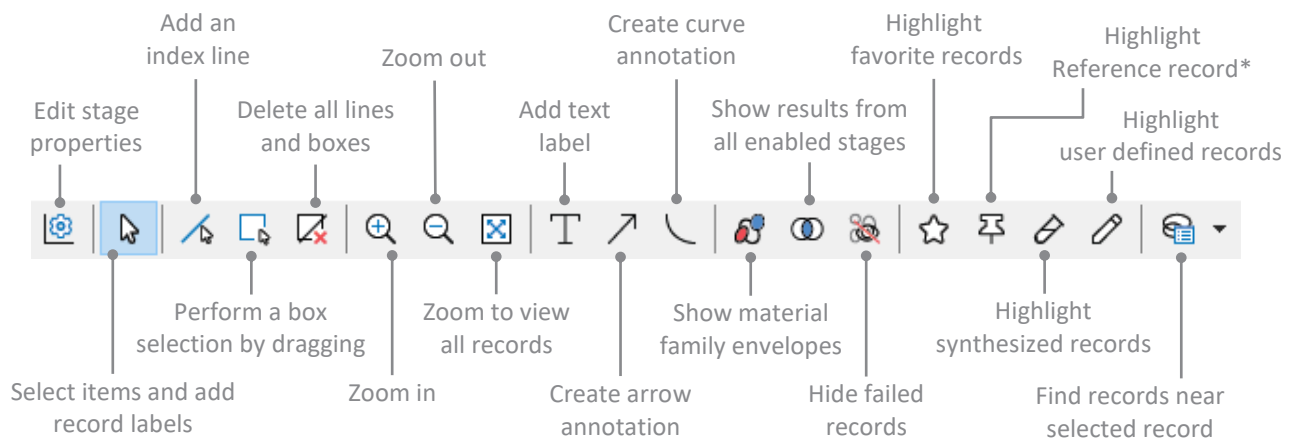 Add an
index line
Zoom out
Create curve
annotation
Highlight
favorite records
Highlight
Reference record*
Edit stage
properties
Delete all lines
and boxes
Add text
label
Show results from
all enabled stages
Highlight
user defined records
Perform a box
selection by dragging
Zoom to view
all records
Show material
family envelopes
Highlight
synthesized records
Select items and add
record labels
Zoom in
Create arrow
annotation
Hide failed
records
Find records near
selected record